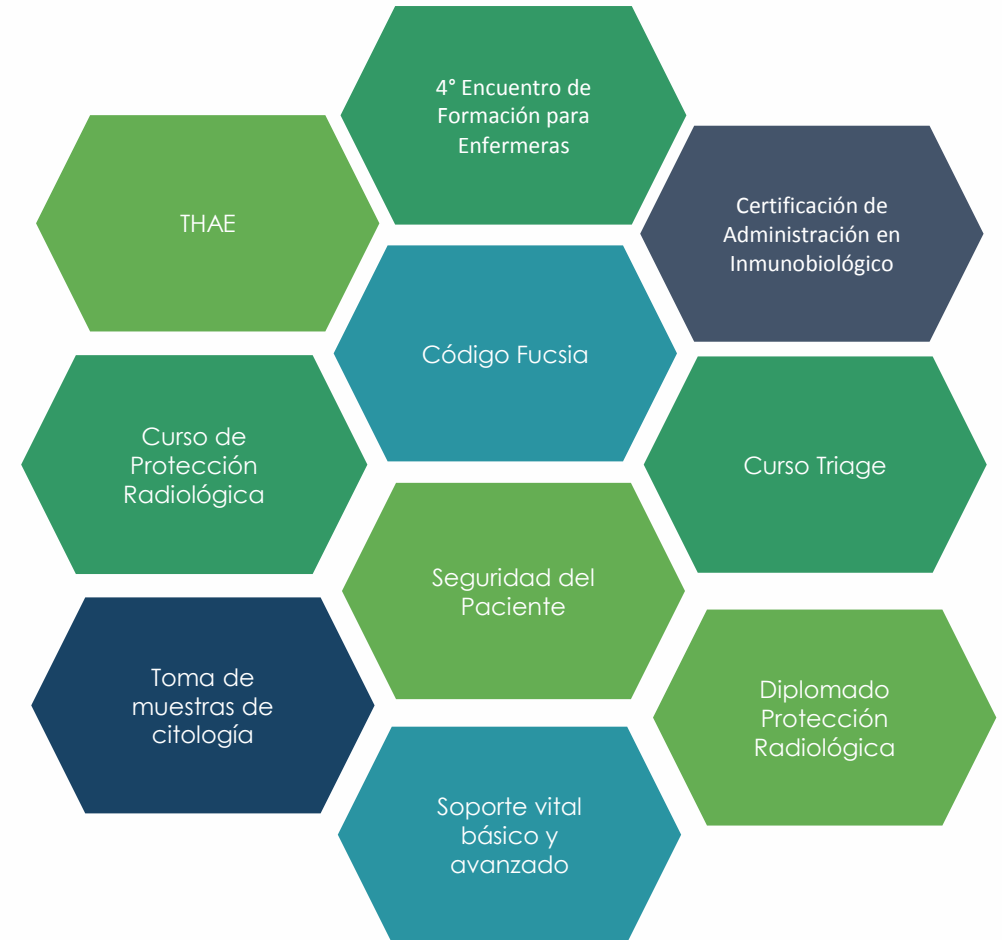 4° Encuentro de
Formación para
Enfermeras
THAE
Certificación de
Administración en
Inmunobiológico
Código Fucsia
Curso de
Protección
Radiológica
Curso Triage
Seguridad del
Paciente
Toma de
muestras de
citología
Diplomado
Protección
Radiológica
Soporte vital
básico y
avanzado